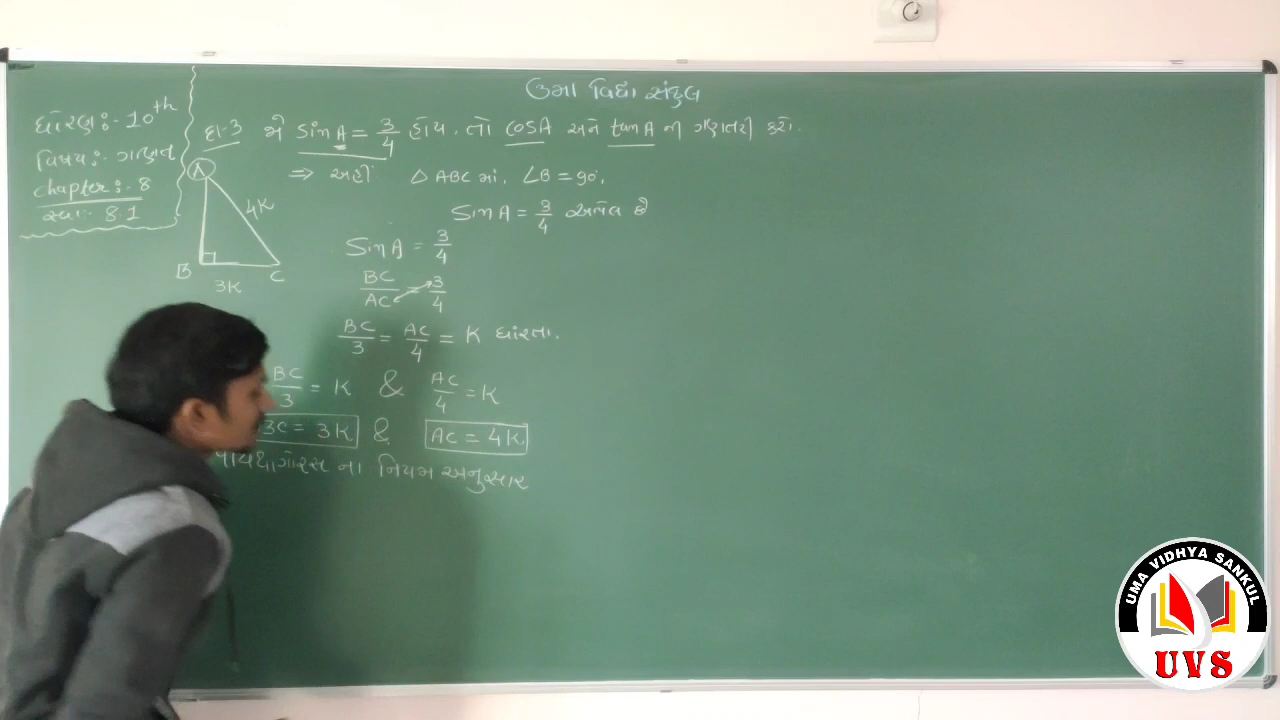 ઉમા વિદ્યા સંકુલ
ધોરણ:- 10th
વિષય:- ગણિત
chapter:- 8
સ્વા:- 8.1
દા-3 જો sin A = 3/4 હોય. તો cos A અને tan A ની ગણતરી કરો.
⇒ અહીં △ ABC માં, ∠B = 90,
Sin A = 3/4 આપેલ છે
A
4K
B
C
3K
Sin A = 3/4
BC/AC = 3/4
BC/3 = AC/4 = K ધારતા.
BC/3 = K & AC/4 = K
BC = 3K & AC = 4K
પાયથાગોરસ ના નિયમ અનુસાર
UMA VIDHYA SANKUL
UVS